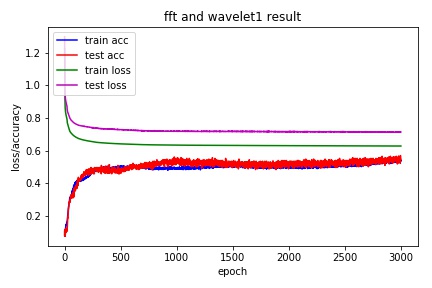 fft and wavelet1 result
train acc
test acc
train loss
test loss
loss/accuracy
1.2
1.0
0.8
0.6
0.4
0.2
0 500 1000 1500 2000 2500 3000
epoch